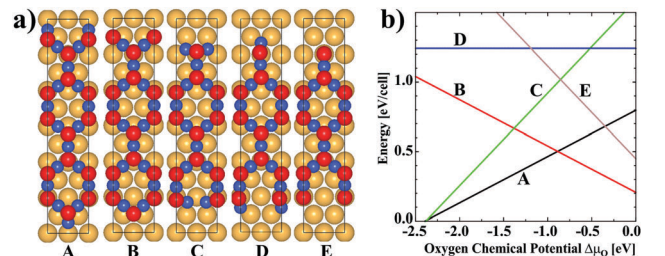 a)
A B C D E
b)
Energy [eV/cell]
1.0
0.5
0.0
D
B
C
E
A
-2.5 -2.0 -1.5 -1.0 -0.5 0.0
Oxygen Chemical Potential Δμ_O [eV]